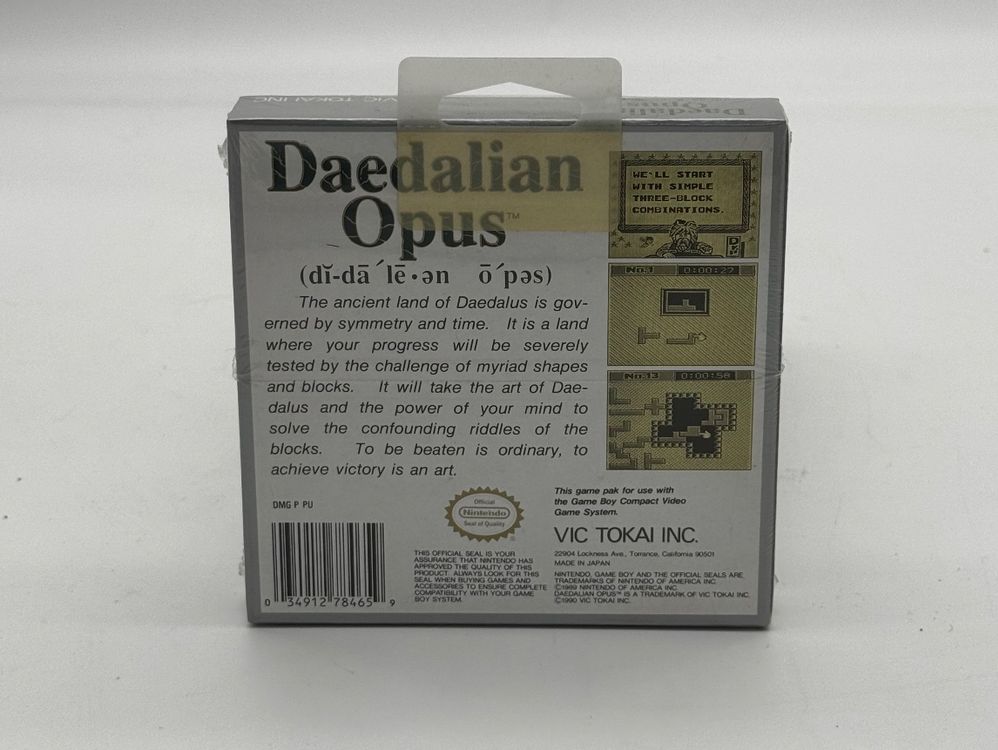 VIC TOKAI INC
Daedalian
Opus
Daedalian
Opus™
(dĭ-dā´lē·ən ō´pəs)
The ancient land of Daedalus is gov-
erned by symmetry and time. It is a land
where your progress will be severely
tested by the challenge of myriad shapes
and blocks. It will take the art of Dae-
dalus and the power of your mind to
solve the confounding riddles of the
blocks. To be beaten is ordinary, to
achieve victory is an art.
WE'LL START
WITH SIMPLE
THREE-BLOCK
COMBINATIONS.
No.1 0:00:27
No.13 0:00:58
DMG P PU
0 34912 78465 9
Official
Nintendo
Seal of Quality
THIS OFFICIAL SEAL IS YOUR
ASSURANCE THAT NINTENDO HAS
APPROVED THE QUALITY OF THIS
PRODUCT. ALWAYS LOOK FOR THIS
SEAL WHEN BUYING GAMES AND
ACCESSORIES TO ENSURE COMPLETE
COMPATIBILITY WITH YOUR GAME
BOY SYSTEM.
This game pak for use with
the Game Boy Compact Video
Game System.
VIC TOKAI INC.
22904 Lockness Ave., Torrance, California 90501
MADE IN JAPAN
NINTENDO, GAME BOY AND THE OFFICIAL SEALS ARE
TRADEMARKS OF NINTENDO OF AMERICA INC.
©1989 NINTENDO OF AMERICA INC.
DAEDALIAN OPUS™ IS A TRADEMARK OF VIC TOKAI INC.
©1990 VIC TOKAI INC.